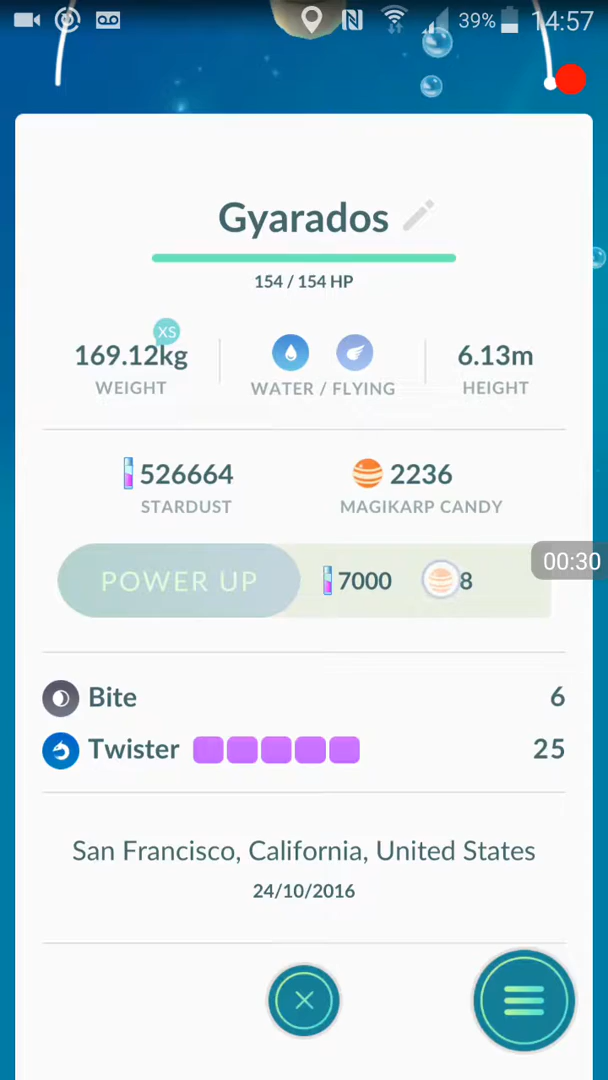 39% 14:57
Gyarados
154 / 154 HP
XS
169.12kg
WEIGHT
WATER / FLYING
6.13m
HEIGHT
526664
STARDUST
2236
MAGIKARP CANDY
POWER UP 7000 8
00:30
Bite 6
Twister 25
San Francisco, California, United States
24/10/2016